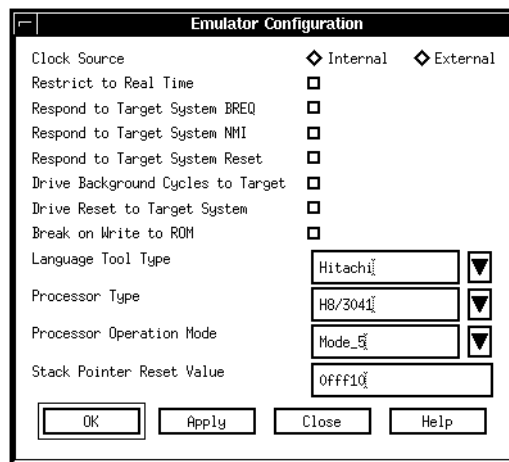 Emulator Configuration
Clock Source Internal External
Restrict to Real Time
Respond to Target System BREQ
Respond to Target System NMI
Respond to Target System Reset
Drive Background Cycles to Target
Drive Reset to Target System
Break on Write to ROM
Language Tool Type Hitachi
Processor Type H8/3041
Processor Operation Mode Mode_5
Stack Pointer Reset Value 0fff10
OK Apply Close Help